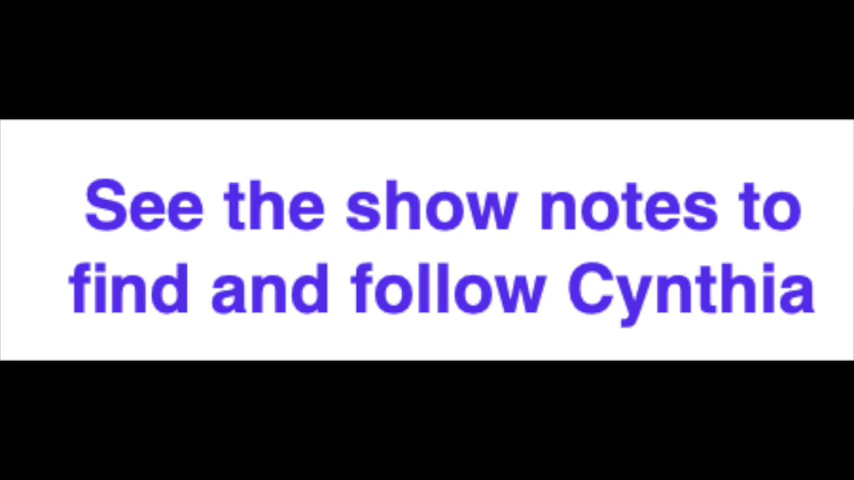 See the show notes to
find and follow Cynthia